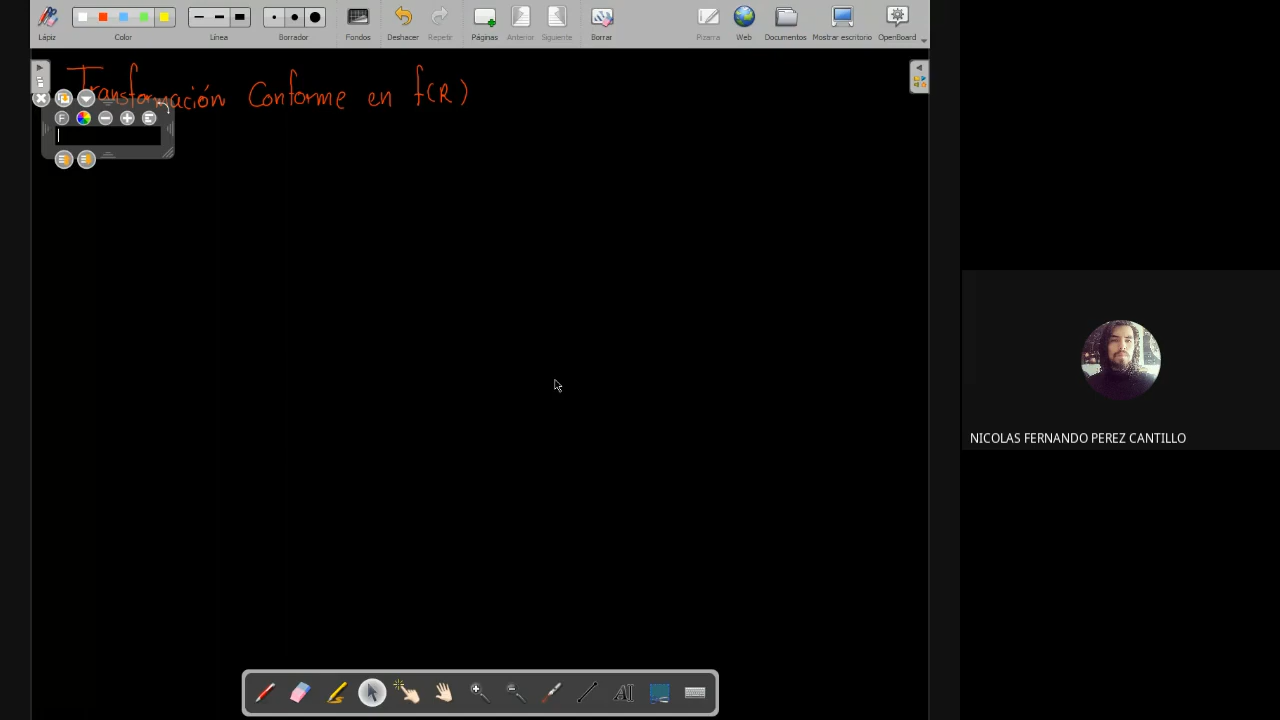 Lápiz Color Línea Borrador Fondos Deshacer Repetir Páginas Anterior Siguiente Borrar Pizarra Web Documentos Mostrar escritorio OpenBoard
Transformación Conforme en f(R)
F
NICOLAS FERNANDO PEREZ CANTILLO
AI